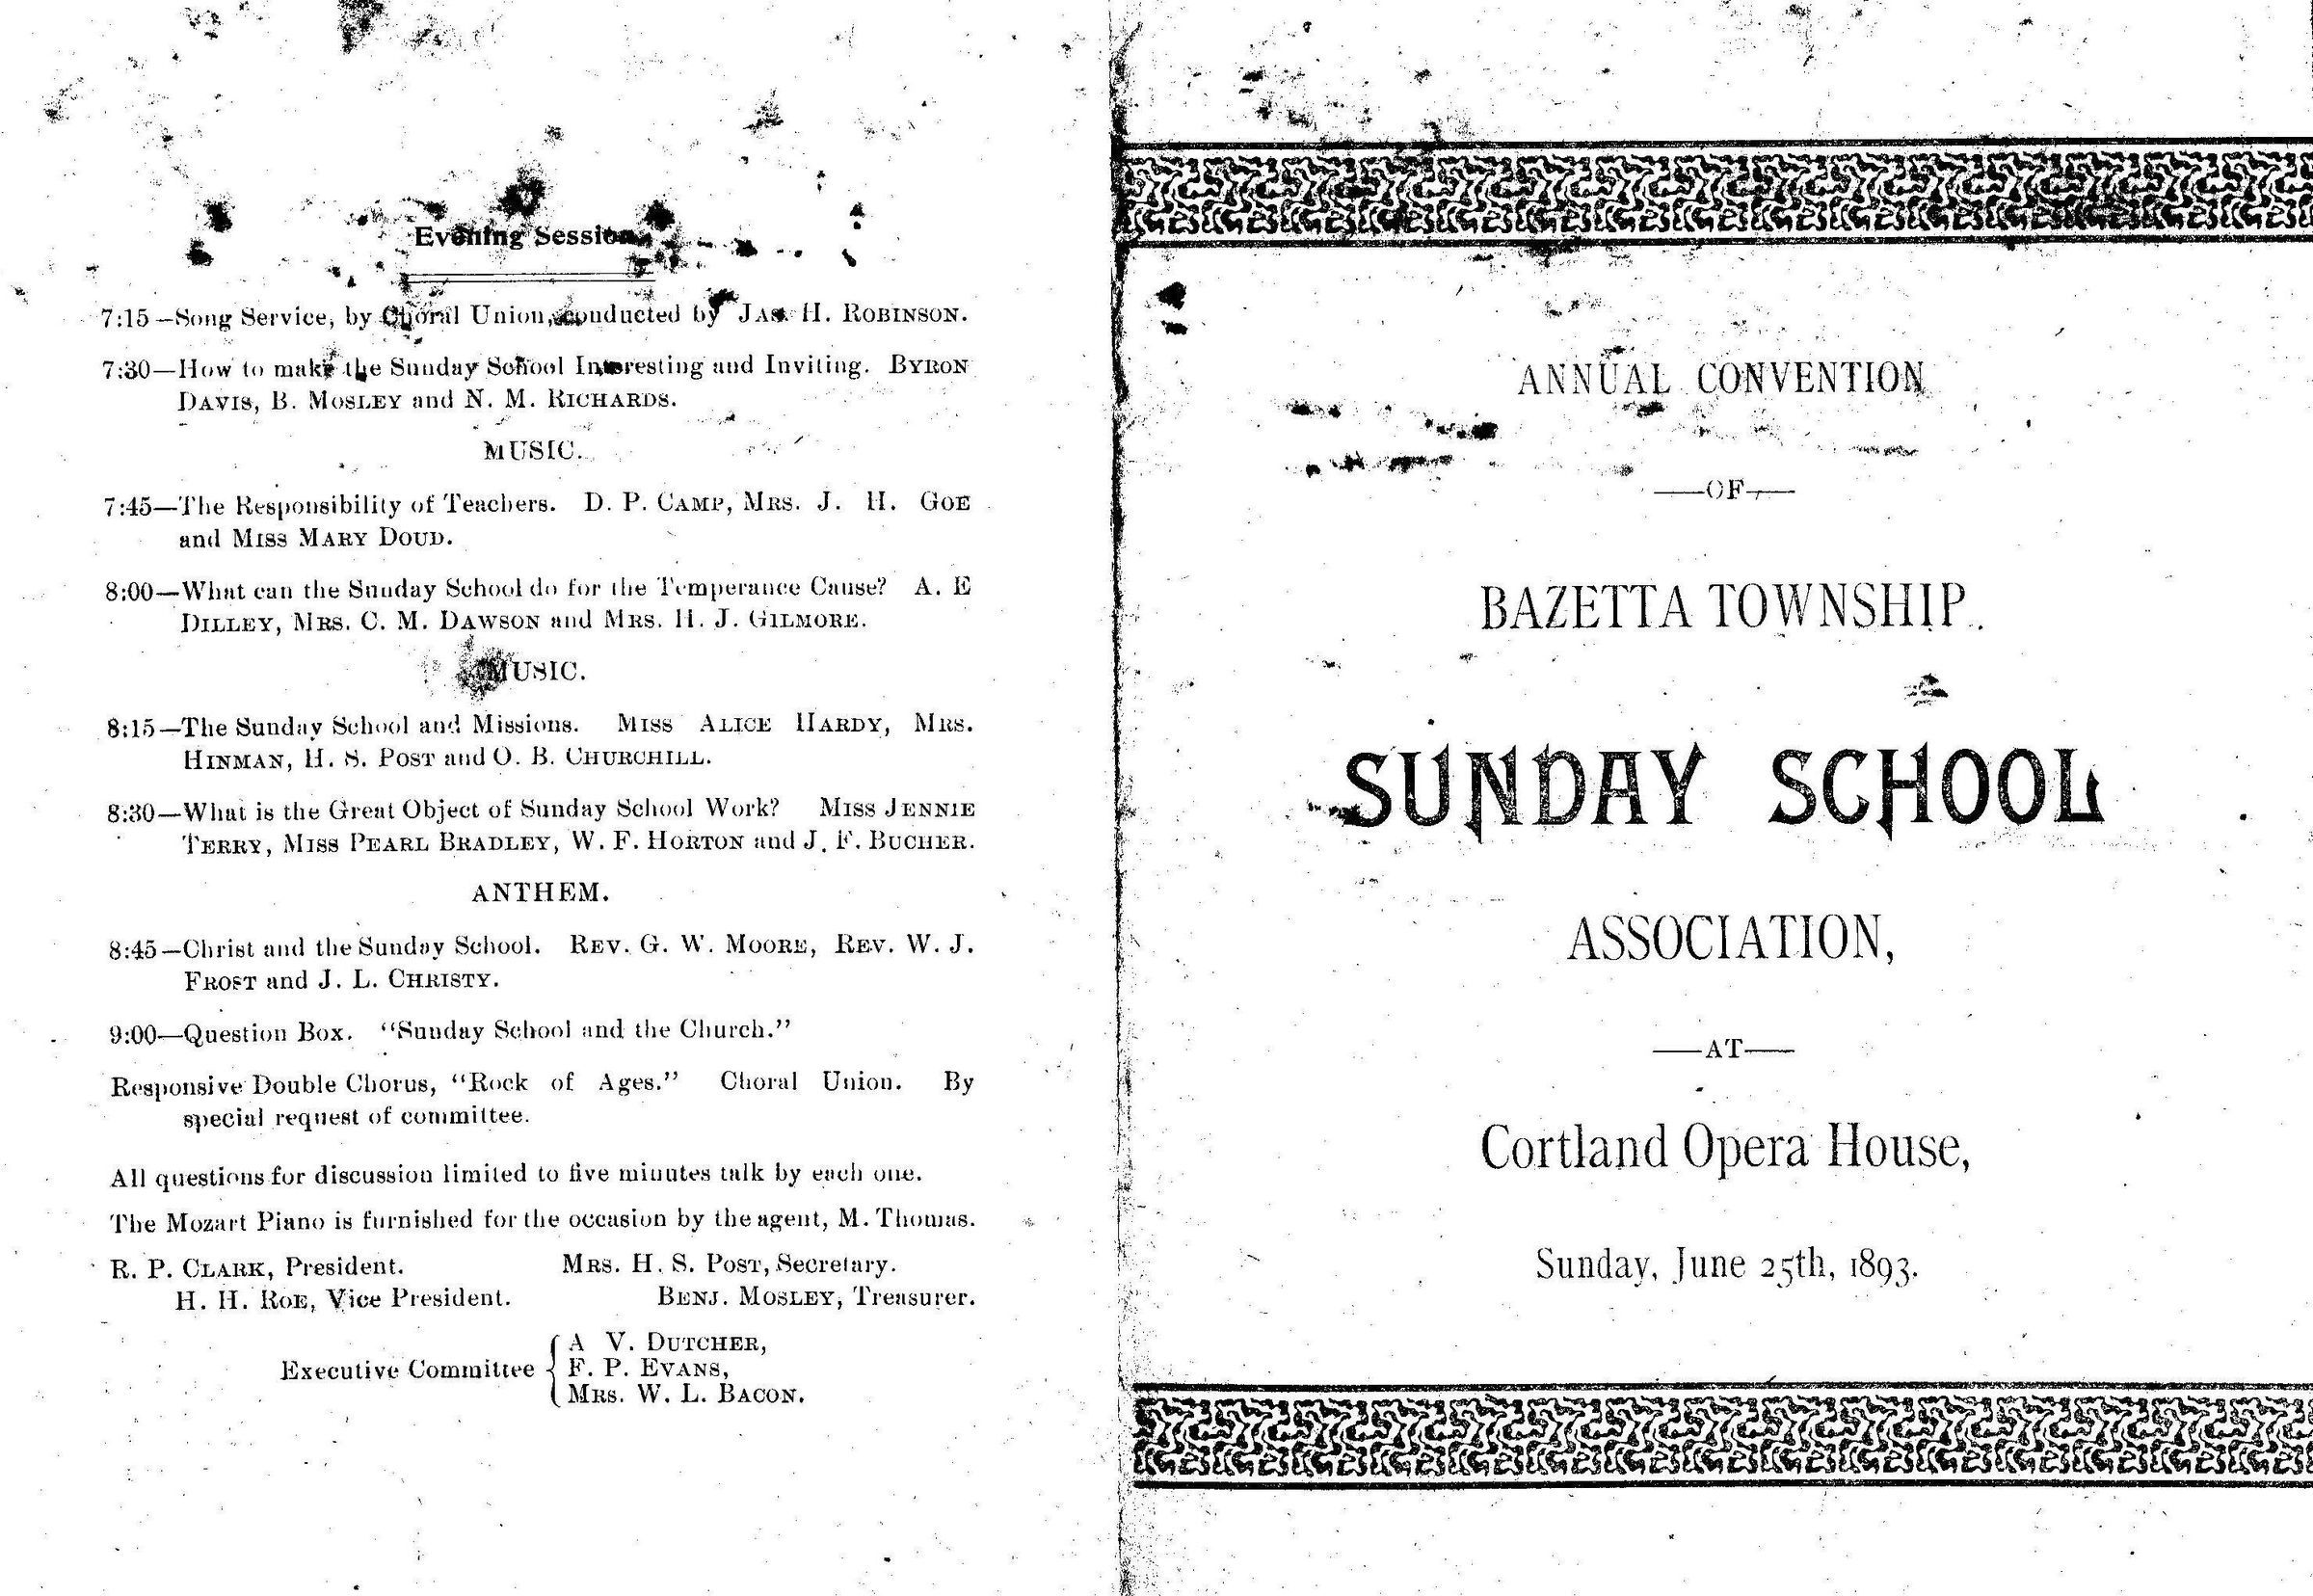 Evening Session.
7:15—Song Service, by Choral Union, conducted by JAS. H. ROBINSON.
7:30—How to make the Sunday School Interesting and Inviting. BYRON
DAVIS, B. MOSLEY and N. M. RICHARDS.
MUSIC.
7:45—The Responsibility of Teachers. D. P. CAMP, MRS. J. H. GOE
and MISS MARY DOUD.
8:00—What can the Sunday School do for the Temperance Cause? A. E
DILLEY, MRS. C. M. DAWSON and MRS. H. J. GILMORE.
MUSIC.
8:15—The Sunday School and Missions. MISS ALICE HARDY, MRS.
HINMAN, H. S. POST and O. B. CHURCHILL.
8:30—What is the Great Object of Sunday School Work? MISS JENNIE
TERRY, MISS PEARL BRADLEY, W. F. HORTON and J. F. BUCHER.
ANTHEM.
8:45—Christ and the Sunday School. REV. G. W. MOORE, REV. W. J.
FROST and J. L. CHRISTY.
9:00—Question Box. "Sunday School and the Church."
Responsive Double Chorus, "Rock of Ages." Choral Union. By
special request of committee.
All questions for discussion limited to five minutes talk by each one.
The Mozart Piano is furnished for the occasion by the agent, M. Thomas.
R. P. CLARK, President. MRS. H. S. POST, Secretary.
H. H. ROE, Vice President. BENJ. MOSLEY, Treasurer.
A V. DUTCHER,
Executive Committee { F. P. EVANS,
MRS. W. L. BACON.
ANNUAL CONVENTION
—OF—
BAZETTA TOWNSHIP.
SUNDAY SCHOOL
ASSOCIATION,
—AT—
Cortland Opera House,
Sunday, June 25th, 1893.